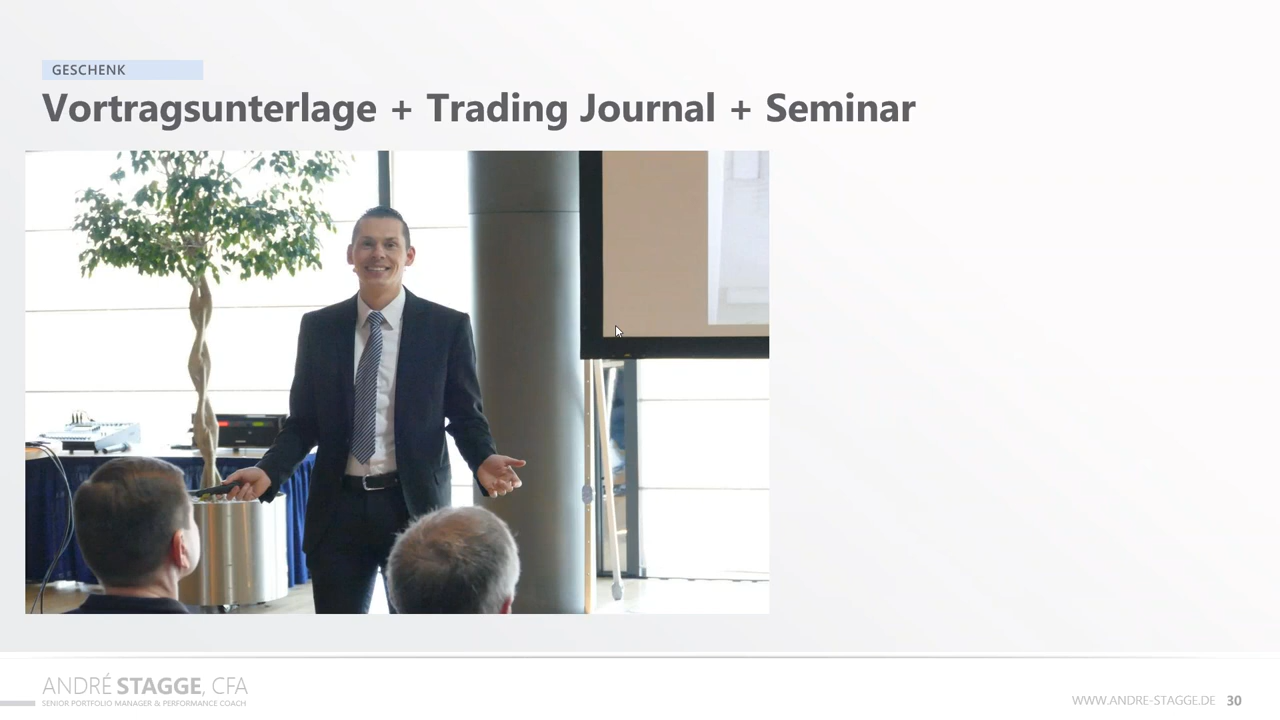 GESCHENK
Vortragsunterlage + Trading Journal + Seminar
ANDRÉ STAGGE, CFA
SENIOR PORTFOLIO MANAGER & PERFORMANCE COACH
WWW.ANDRE-STAGGE.DE 30